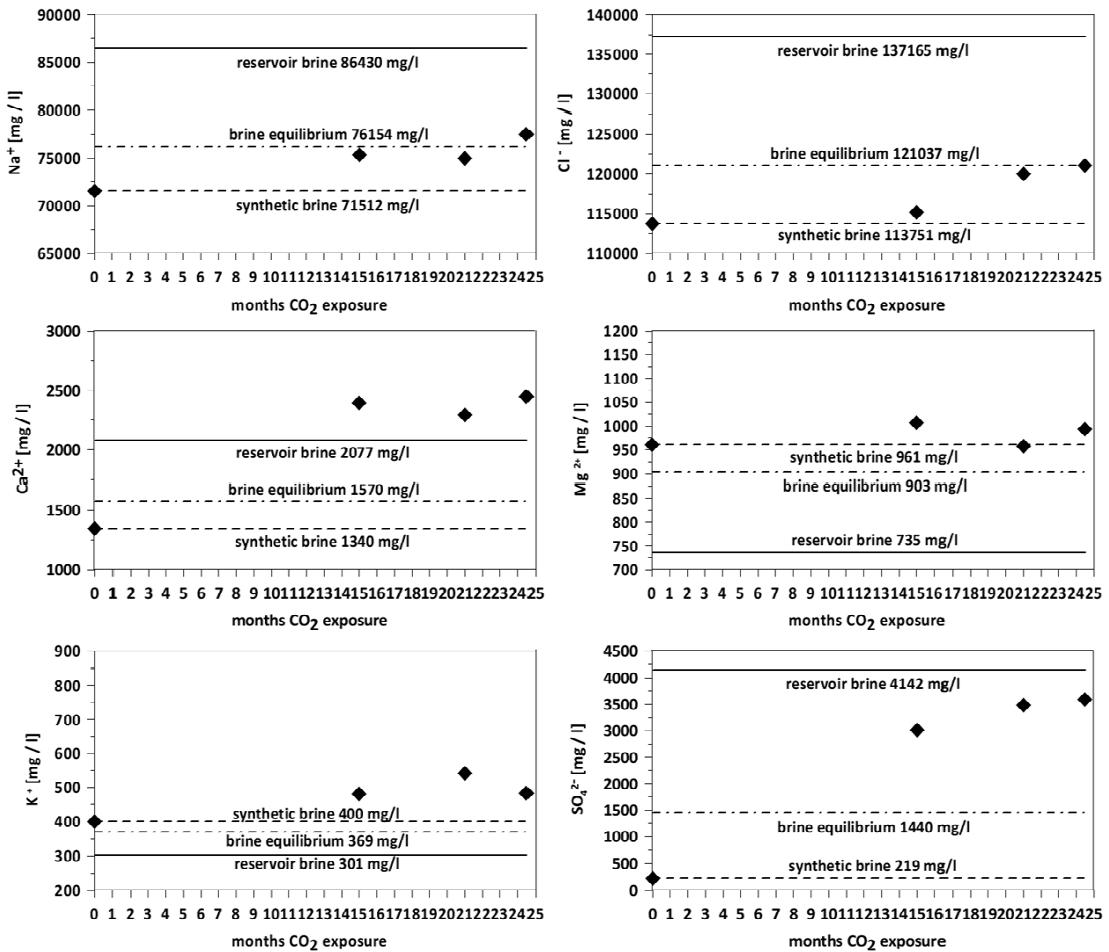 90000
85000
80000
75000
70000
65000
Na+ [mg / l]
reservoir brine 86430 mg/l
brine equilibrium 76154 mg/l
synthetic brine 71512 mg/l
0 1 2 3 4 5 6 7 8 9 10 11 12 13 14 15 16 17 18 19 20 21 22 23 24 25
months CO2 exposure
140000
135000
130000
125000
120000
115000
110000
Cl - [mg / l]
reservoir brine 137165 mg/l
brine equilibrium 121037 mg/l
synthetic brine 113751 mg/l
0 1 2 3 4 5 6 7 8 9 10 11 12 13 14 15 16 17 18 19 20 21 22 23 24 25
months CO2 exposure
3000
2500
2000
1500
1000
Ca2+ [mg / l]
reservoir brine 2077 mg/l
brine equilibrium 1570 mg/l
synthetic brine 1340 mg/l
0 1 2 3 4 5 6 7 8 9 10 11 12 13 14 15 16 17 18 19 20 21 22 23 24 25
months CO2 exposure
1200
1150
1100
1050
1000
950
900
850
800
750
700
Mg 2+ [mg / l]
synthetic brine 961 mg/l
brine equilibrium 903 mg/l
reservoir brine 735 mg/l
0 1 2 3 4 5 6 7 8 9 10 11 12 13 14 15 16 17 18 19 20 21 22 23 24 25
months CO2 exposure
900
800
700
600
500
400
300
200
K + [mg / l]
synthetic brine 400 mg/l
brine equilibrium 369 mg/l
reservoir brine 301 mg/l
0 1 2 3 4 5 6 7 8 9 10 11 12 13 14 15 16 17 18 19 20 21 22 23 24 25
months CO2 exposure
4500
4000
3500
3000
2500
2000
1500
1000
500
0
SO4 2- [mg / l]
reservoir brine 4142 mg/l
brine equilibrium 1440 mg/l
synthetic brine 219 mg/l
0 1 2 3 4 5 6 7 8 9 10 11 12 13 14 15 16 17 18 19 20 21 22 23 24 25
months CO2 exposure